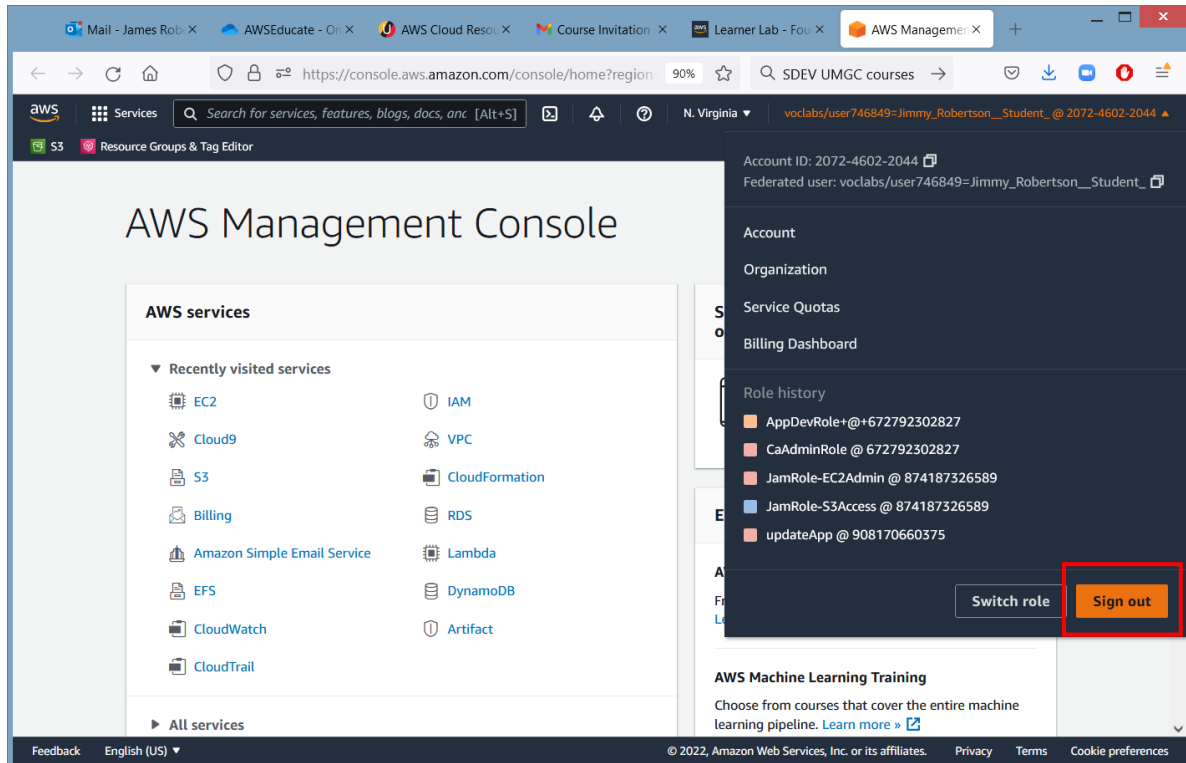 Mail - James Rob
AWSEducate - On
AWS Cloud Resou
Course Invitation
Learner Lab - Fou
AWS Managemen
https://console.aws.amazon.com/console/home?region
90%
SDEV UMGC courses
aws
Services
Search for services, features, blogs, docs, anc [Alt+S]
N. Virginia
voclabs/user746849=Jimmy_Robertson__Student_ @ 2072-4602-2044
S3
Resource Groups & Tag Editor
Account ID: 2072-4602-2044
Federated user: voclabs/user746849=Jimmy_Robertson__Student_
Account
Organization
Service Quotas
Billing Dashboard
Role history
AppDevRole+@+672792302827
CaAdminRole @ 672792302827
JamRole-EC2Admin @ 874187326589
JamRole-S3Access @ 874187326589
updateApp @ 908170660375
Switch role
Sign out
AWS Management Console
AWS services
Recently visited services
EC2
IAM
Cloud9
VPC
S3
CloudFormation
Billing
RDS
Amazon Simple Email Service
Lambda
EFS
DynamoDB
CloudWatch
Artifact
CloudTrail
All services
AWS Machine Learning Training
Choose from courses that cover the entire machine
learning pipeline. Learn more »
Feedback
English (US)
© 2022, Amazon Web Services, Inc. or its affiliates.
Privacy
Terms
Cookie preferences